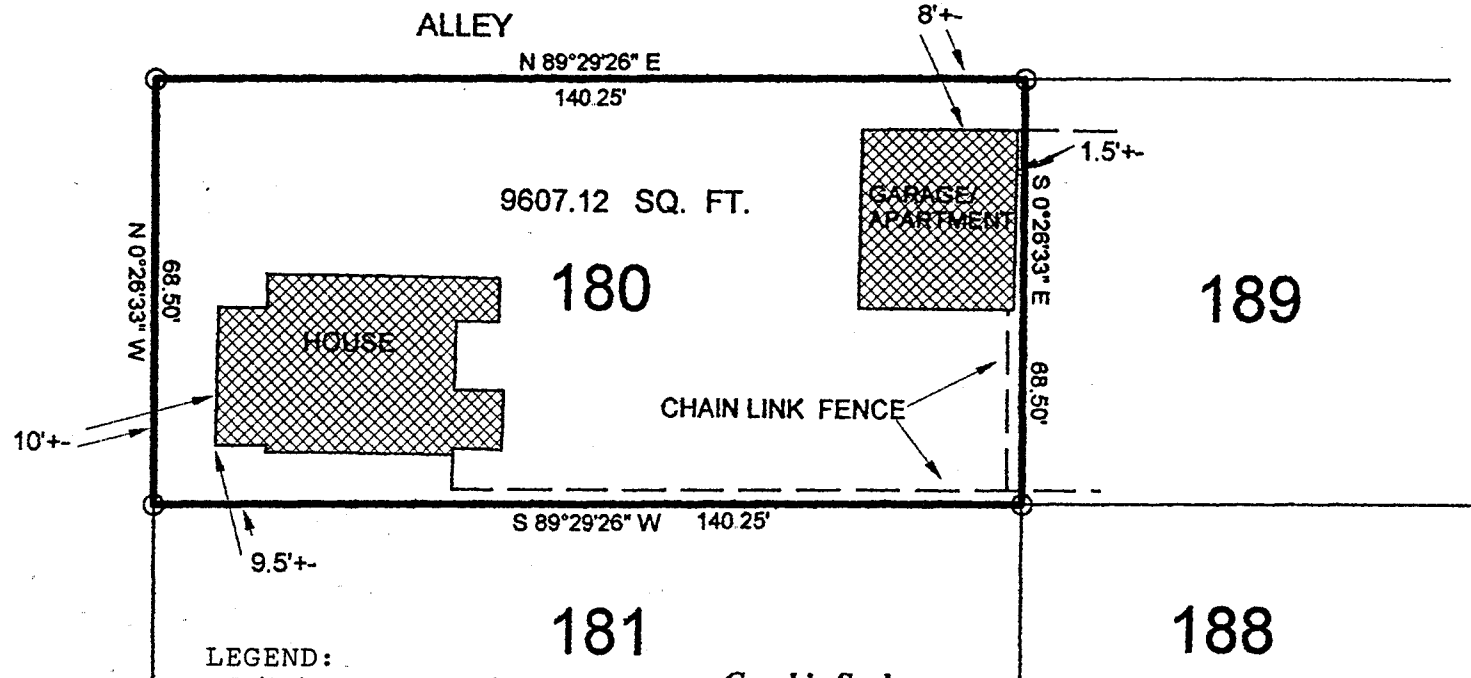 ALLEY
8'+-
N 89°29'26" E
140.25'
1.5'+-
9607.12 SQ. FT.
GARAGE/
APARTMENT
S 0°26'33" E
68.50'
N 0°26'33" W
68.50'
180
189
HOUSE
CHAIN LINK FENCE
10'+-
S 89°29'26" W 140.25'
9.5'+-
181
188
LEGEND: